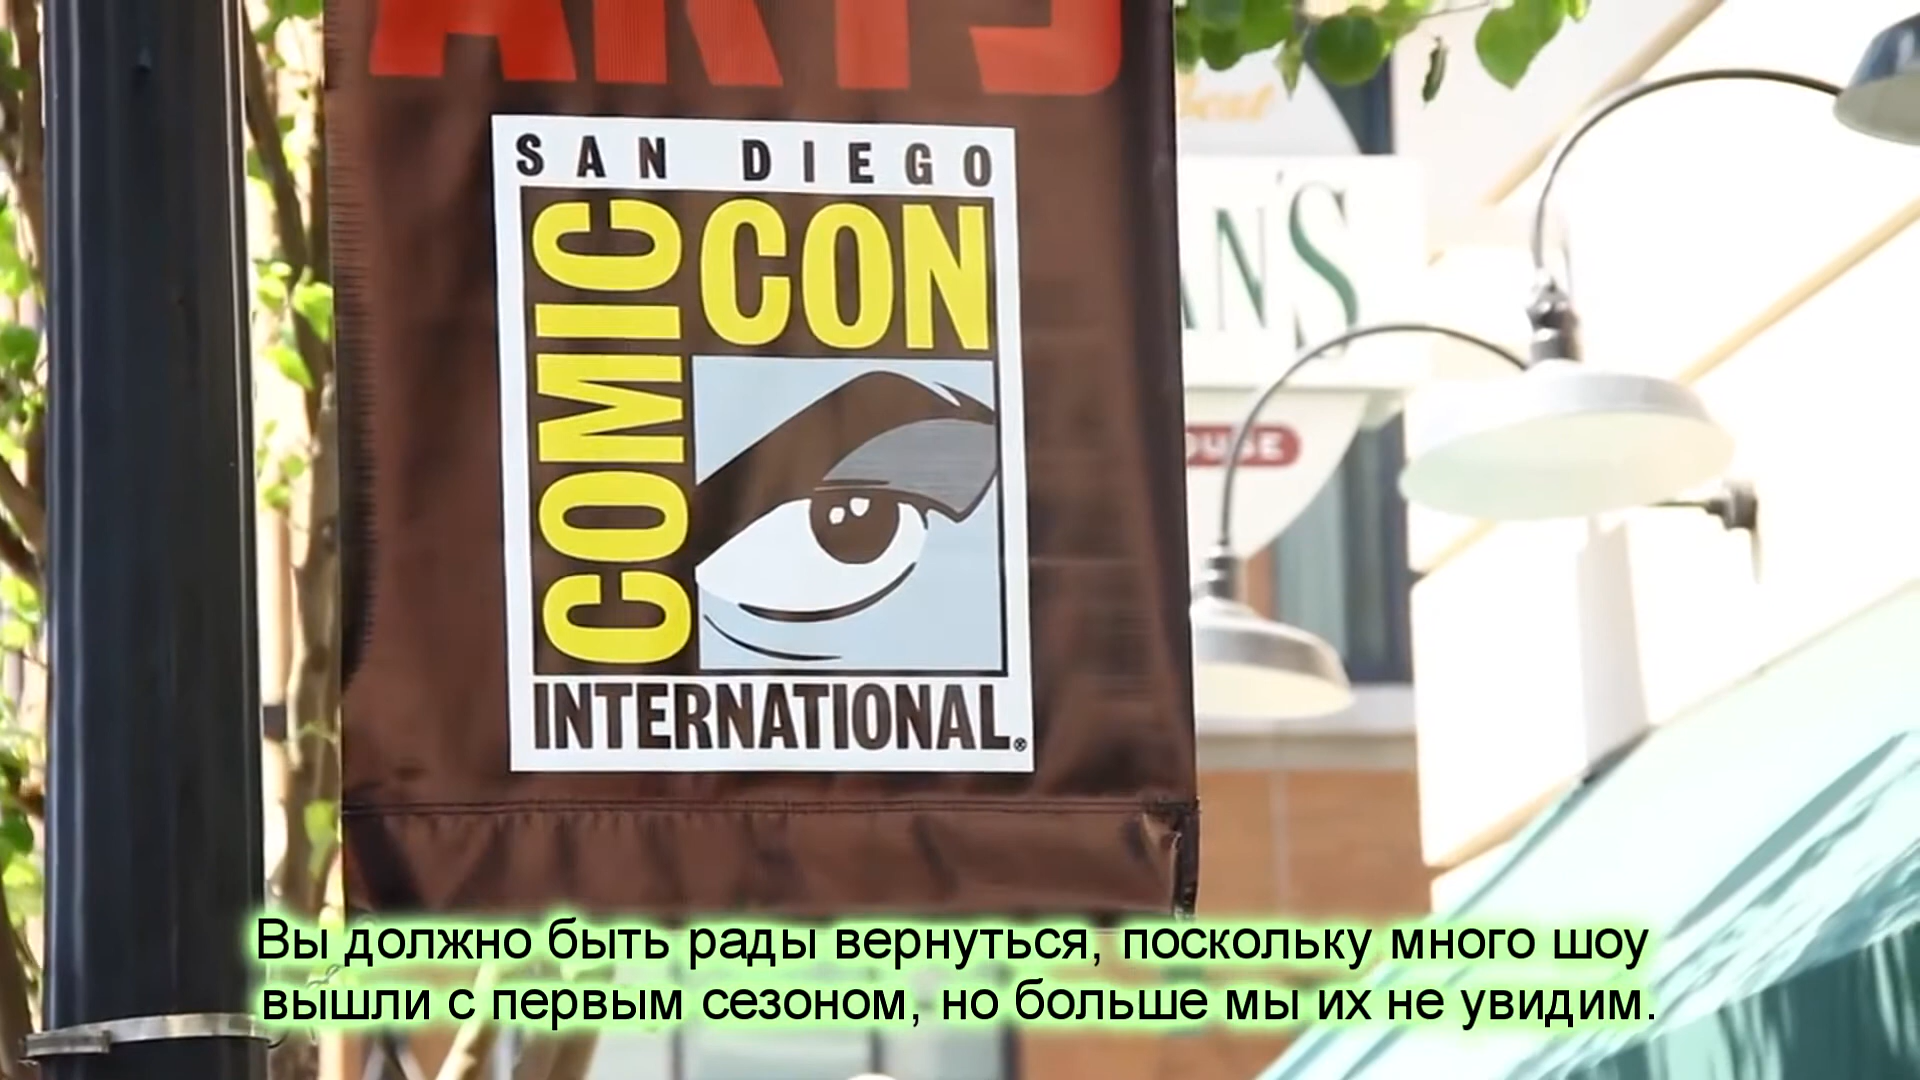 ARTS
SAN DIEGO
COMIC CON
INTERNATIONAL®
Вы должно быть рады вернуться, поскольку много шоу
вышли с первым сезоном, но больше мы их не увидим.